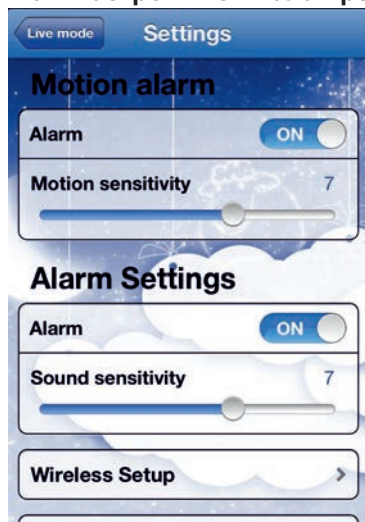 Live mode
Settings
Motion alarm
Alarm ON
Motion sensitivity 7
Alarm Settings
Alarm ON
Sound sensitivity 7
Wireless Setup >